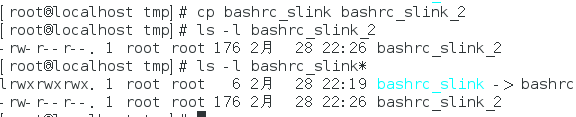 [root@localhost tmp]# cp bashrc_slink bashrc_slink_2
[root@localhost tmp]# ls -l bashrc_slink_2
-rw-r--r--. 1 root root 176 2月  28 22:26 bashrc_slink_2
[root@localhost tmp]# ls -l bashrc_slink*
lrwxrwxrwx. 1 root root   6 2月  28 22:19 bashrc_slink -> bashrc
-rw-r--r--. 1 root root 176 2月  28 22:26 bashrc_slink_2
[root@localhost tmp]#